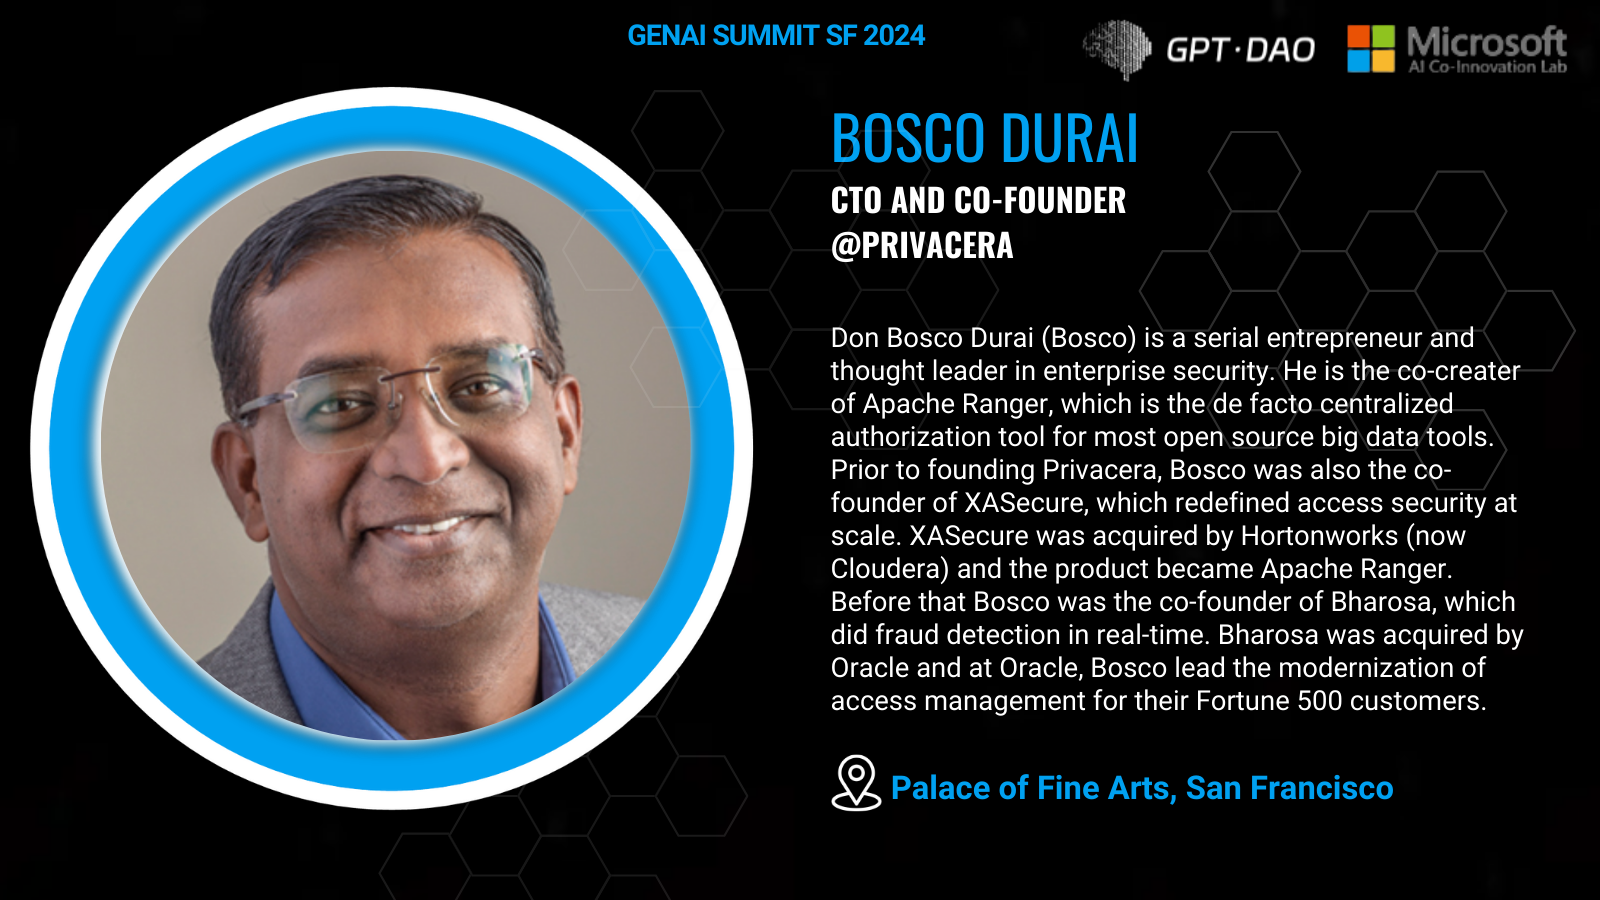 GENAI SUMMIT SF 2024
GPT·DAO
Microsoft
AI Co-Innovation Lab
BOSCO DURAI
CTO AND CO-FOUNDER
@PRIVACERA
Don Bosco Durai (Bosco) is a serial entrepreneur and
thought leader in enterprise security. He is the co-creater
of Apache Ranger, which is the de facto centralized
authorization tool for most open source big data tools.
Prior to founding Privacera, Bosco was also the co-
founder of XASecure, which redefined access security at
scale. XASecure was acquired by Hortonworks (now
Cloudera) and the product became Apache Ranger.
Before that Bosco was the co-founder of Bharosa, which
did fraud detection in real-time. Bharosa was acquired by
Oracle and at Oracle, Bosco lead the modernization of
access management for their Fortune 500 customers.
Palace of Fine Arts, San Francisco